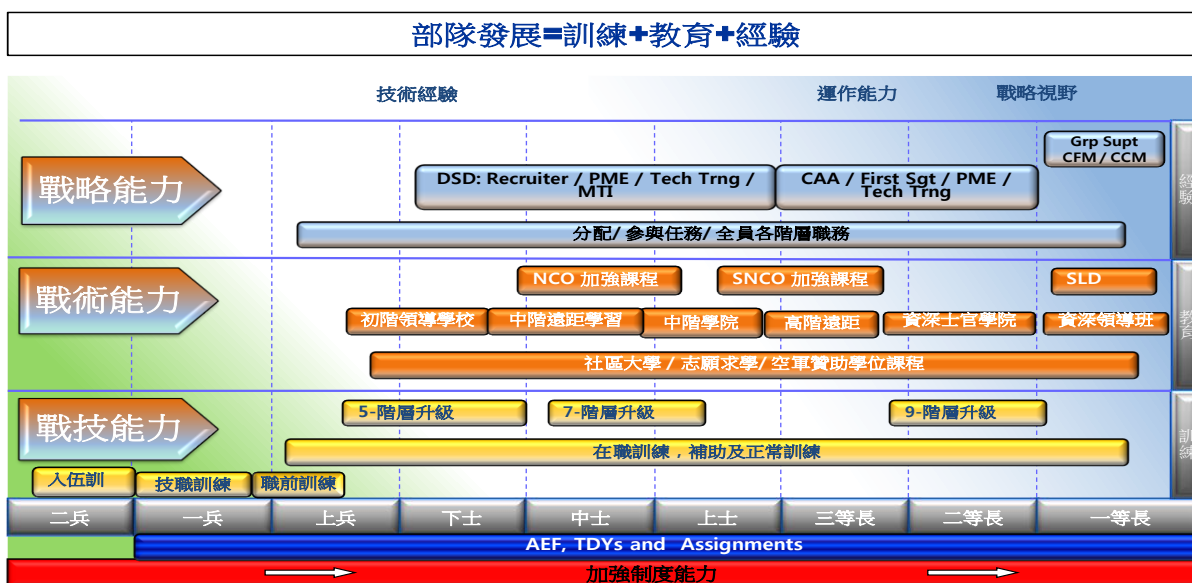 部隊發展=訓練+教育+經驗
技術經驗
運作能力
戰略視野
戰略能力
Grp Supt
CFM / CCM
DSD: Recruiter / PME / Tech Trng /
MTI
CAA / First Sgt / PME /
Tech Trng
經驗
分配/ 參與任務/ 全員各階層職務
戰術能力
NCO 加強課程
SNCO 加強課程
SLD
初階領導學校
中階遠距學習
中階學院
高階遠距
資深士官學院
資深領導班
教育
社區大學 / 志願求學/ 空軍贊助學位課程
戰技能力
5-階層升級
7-階層升級
9-階層升級
訓練
在職訓練 , 補助及正常訓練
入伍訓
技職訓練
職前訓練
二兵
一兵
上兵
下士
中士
上士
三等長
二等長
一等長
AEF, TDYs and Assignments
加強制度能力